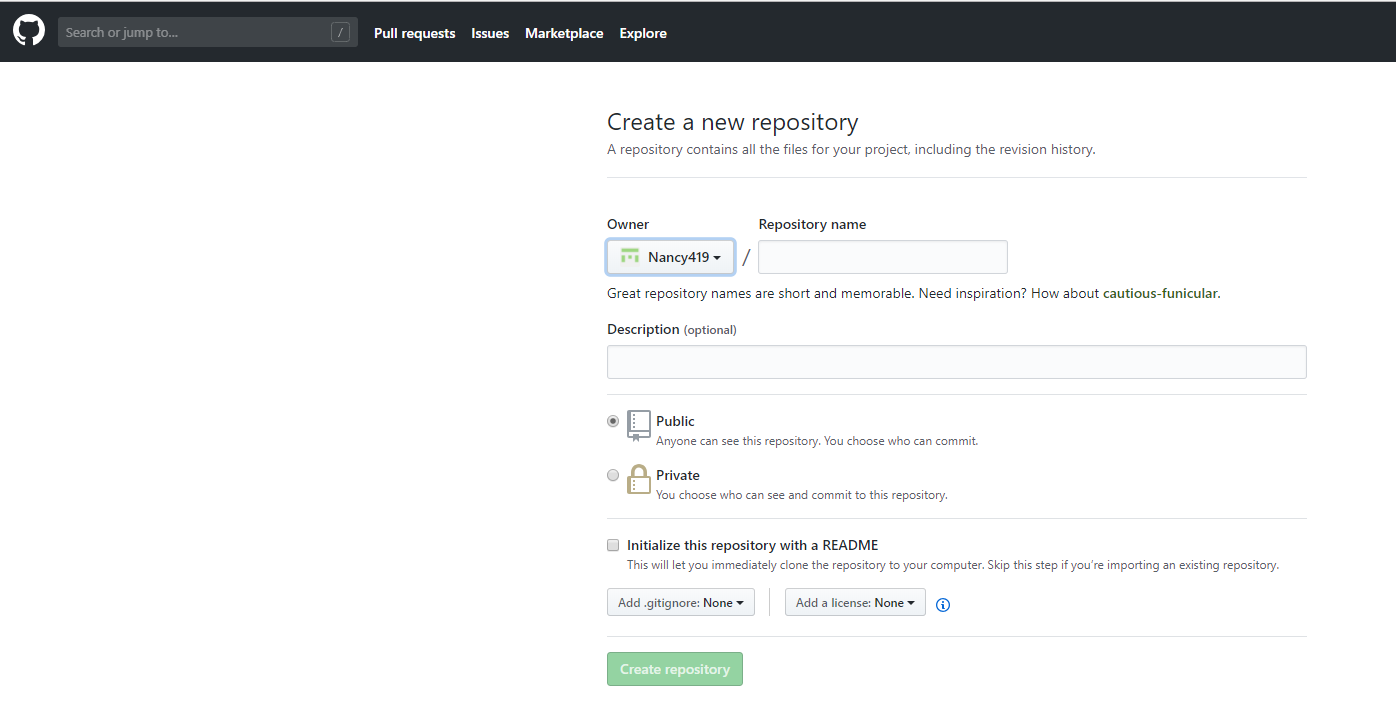 Search or jump to... /
Pull requests Issues Marketplace Explore
Create a new repository
A repository contains all the files for your project, including the revision history.
Owner Repository name
Nancy419 /
Great repository names are short and memorable. Need inspiration? How about cautious-funicular.
Description (optional)
Public
Anyone can see this repository. You choose who can commit.
Private
You choose who can see and commit to this repository.
Initialize this repository with a README
This will let you immediately clone the repository to your computer. Skip this step if you’re importing an existing repository.
Add .gitignore: None Add a license: None
Create repository